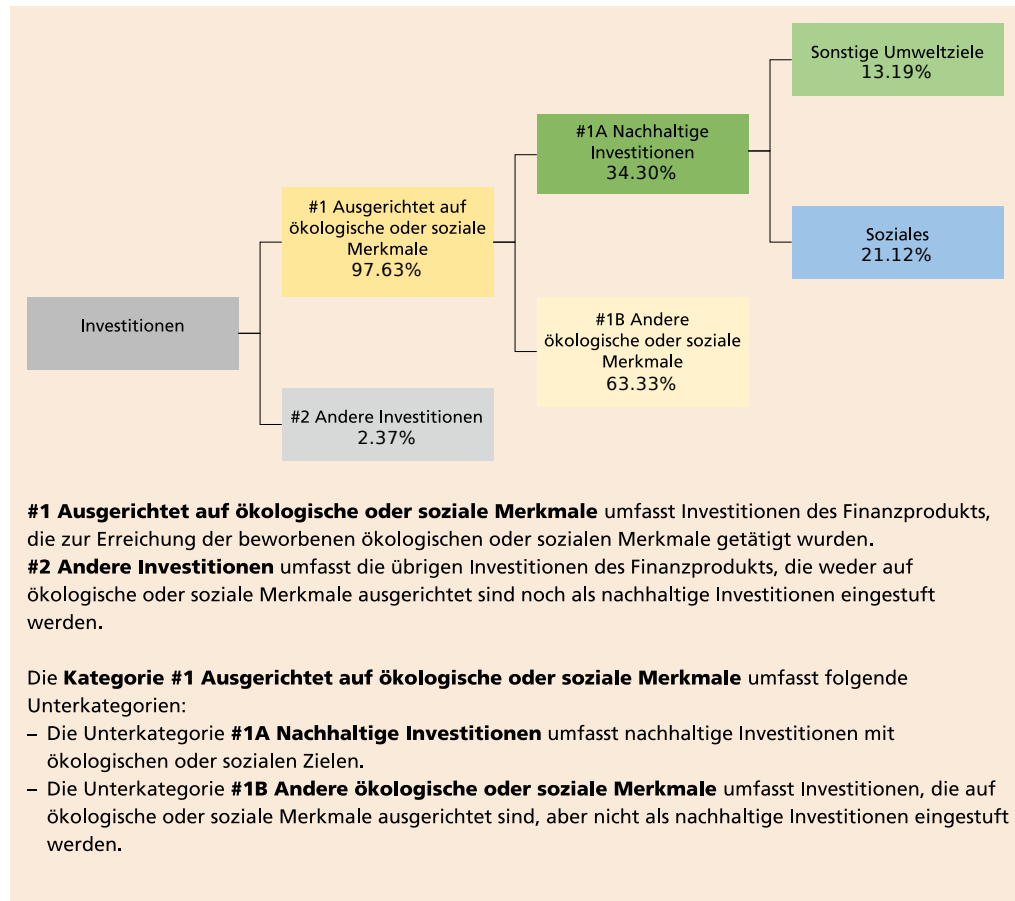 Sonstige Umweltziele
13.19%
#1A Nachhaltige
Investitionen
34.30%
#1 Ausgerichtet auf
ökologische oder soziale
Merkmale
97.63%
Soziales
21.12%
Investitionen
#1B Andere
ökologische oder soziale
Merkmale
63.33%
#2 Andere Investitionen
2.37%
#1 Ausgerichtet auf ökologische oder soziale Merkmale umfasst Investitionen des Finanzprodukts,
die zur Erreichung der beworbenen ökologischen oder sozialen Merkmale getätigt wurden.
#2 Andere Investitionen umfasst die übrigen Investitionen des Finanzprodukts, die weder auf
ökologische oder soziale Merkmale ausgerichtet sind noch als nachhaltige Investitionen eingestuft
werden.
Die Kategorie #1 Ausgerichtet auf ökologische oder soziale Merkmale umfasst folgende
Unterkategorien:
– Die Unterkategorie #1A Nachhaltige Investitionen umfasst nachhaltige Investitionen mit
ökologischen oder sozialen Zielen.
– Die Unterkategorie #1B Andere ökologische oder soziale Merkmale umfasst Investitionen, die auf
ökologische oder soziale Merkmale ausgerichtet sind, aber nicht als nachhaltige Investitionen eingestuft
werden.